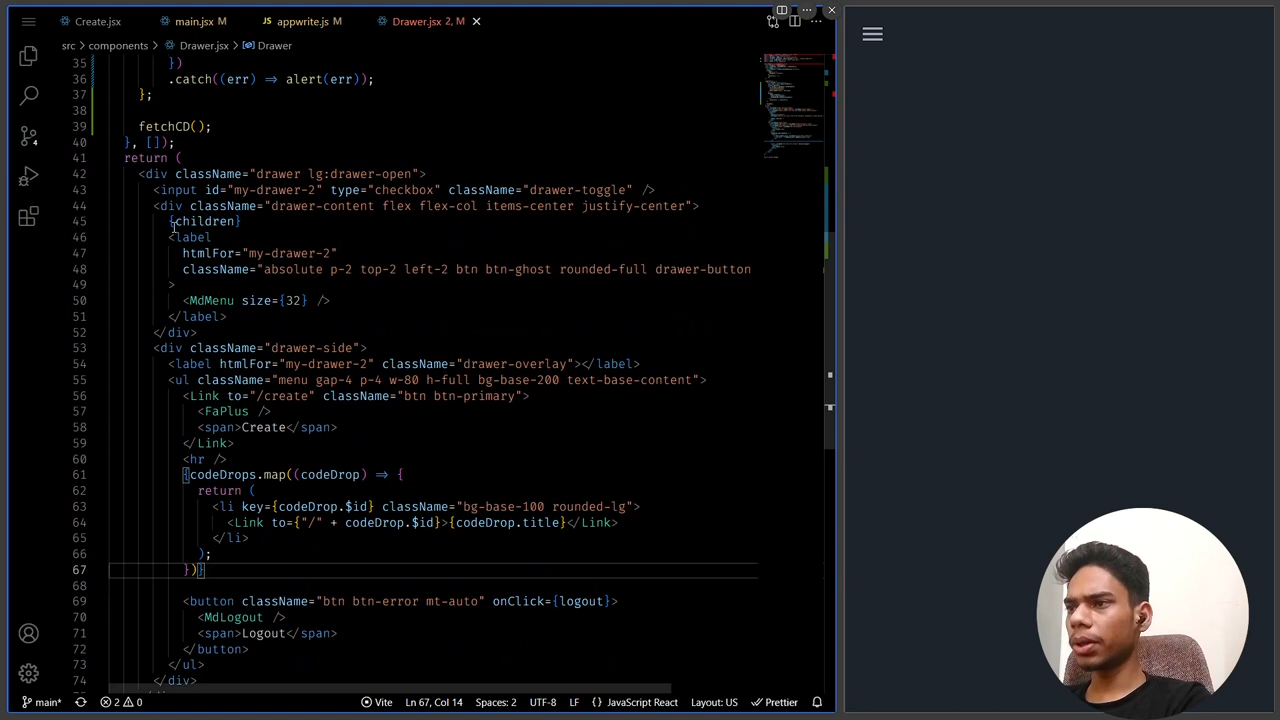 Create.jsx main.jsx M appwrite.js M Drawer.jsx 2, M
src components Drawer.jsx Drawer
35 })
36 .catch((err) => alert(err));
37 };
38
39 fetchCD();
40 }, []);
41 return (
42 <div className="drawer lg:drawer-open">
43 <input id="my-drawer-2" type="checkbox" className="drawer-toggle" />
44 <div className="drawer-content flex flex-col items-center justify-center">
45 {children}
46 <label
47 htmlFor="my-drawer-2"
48 className="absolute p-2 top-2 left-2 btn btn-ghost rounded-full drawer-button
49 >
50 <MdMenu size={32} />
51 </label>
52 </div>
53 <div className="drawer-side">
54 <label htmlFor="my-drawer-2" className="drawer-overlay"></label>
55 <ul className="menu gap-4 p-4 w-80 h-full bg-base-200 text-base-content">
56 <Link to="/create" className="btn btn-primary">
57 <FaPlus />
58 <span>Create</span>
59 </Link>
60 <hr />
61 {codeDrops.map((codeDrop) => {
62 return (
63 <li key={codeDrop.$id} className="bg-base-100 rounded-lg">
64 <Link to={"/" + codeDrop.$id}>{codeDrop.title}</Link>
65 </li>
66 );
67 })}
68
69 <button className="btn btn-error mt-auto" onClick={logout}>
70 <MdLogout />
71 <span>Logout</span>
72 </button>
73 </ul>
74 </div>
main* 2 0 Vite Ln 67, Col 14 Spaces: 2 UTF-8 LF {} JavaScript React Layout: US Prettier